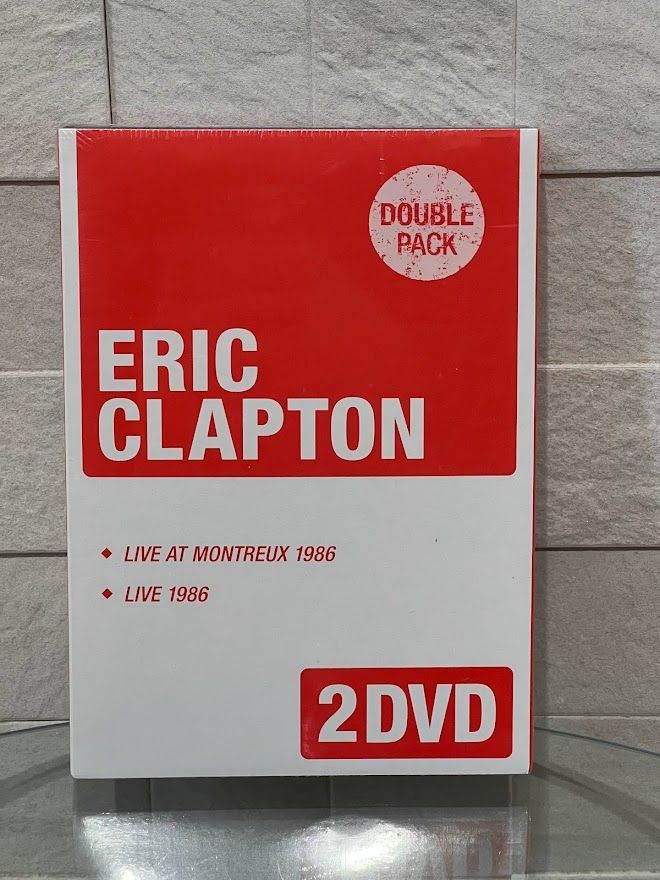 DOUBLE
PACK
ERIC
CLAPTON
◆ LIVE AT MONTREUX 1986
◆ LIVE 1986
2DVD